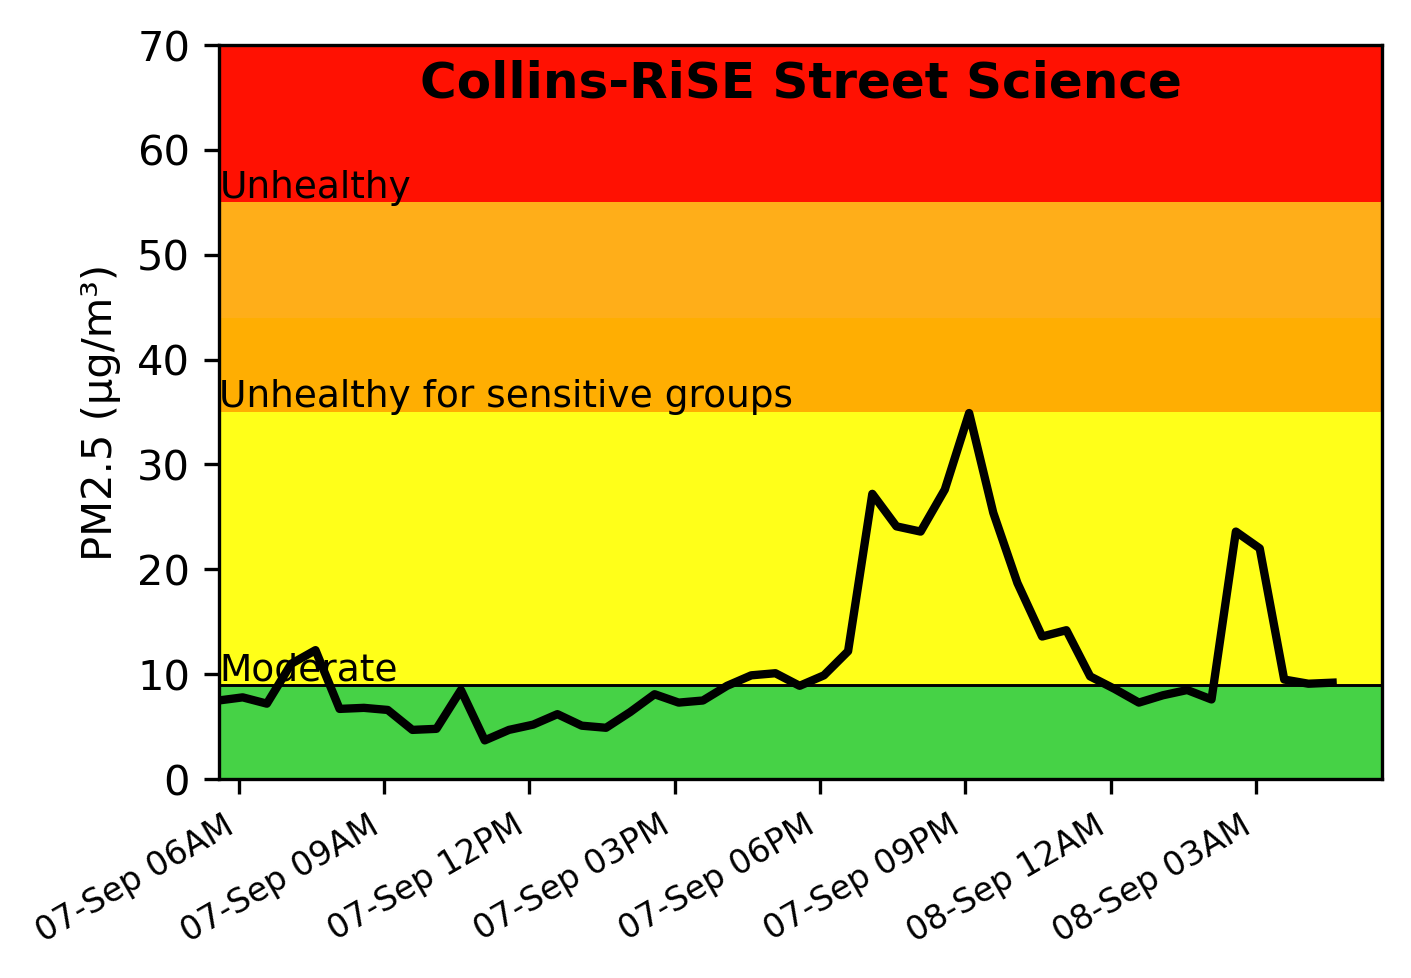 Collins-RiSE Street Science
70
60
50
40
30
20
10
0
PM2.5 (µg/m³)
Unhealthy
Unhealthy for sensitive groups
Moderate
07-Sep 06AM
07-Sep 09AM
07-Sep 12PM
07-Sep 03PM
07-Sep 06PM
07-Sep 09PM
08-Sep 12AM
08-Sep 03AM